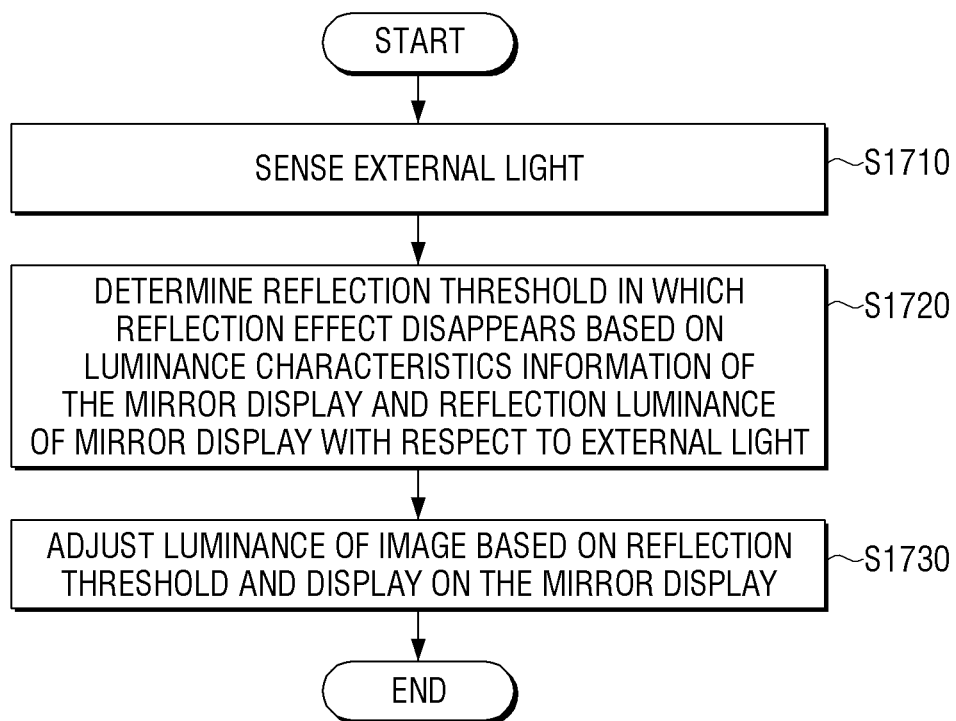 START
SENSE EXTERNAL LIGHT
S1710
DETERMINE REFLECTION THRESHOLD IN WHICH
REFLECTION EFFECT DISAPPEARS BASED ON
LUMINANCE CHARACTERISTICS INFORMATION OF
THE MIRROR DISPLAY AND REFLECTION LUMINANCE
OF MIRROR DISPLAY WITH RESPECT TO EXTERNAL LIGHT
S1720
ADJUST LUMINANCE OF IMAGE BASED ON REFLECTION
THRESHOLD AND DISPLAY ON THE MIRROR DISPLAY
S1730
END